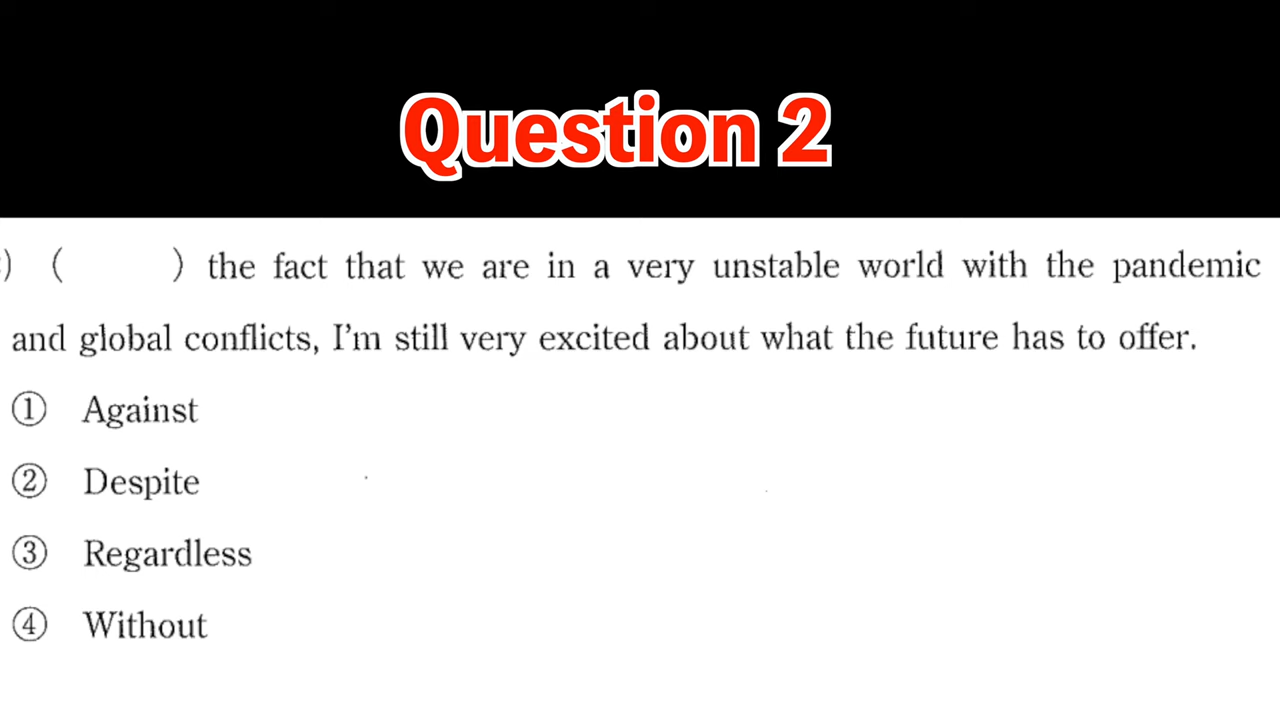 Question 2
) (          ) the fact that we are in a very unstable world with the pandemic
and global conflicts, I'm still very excited about what the future has to offer.
① Against
② Despite
③ Regardless
④ Without